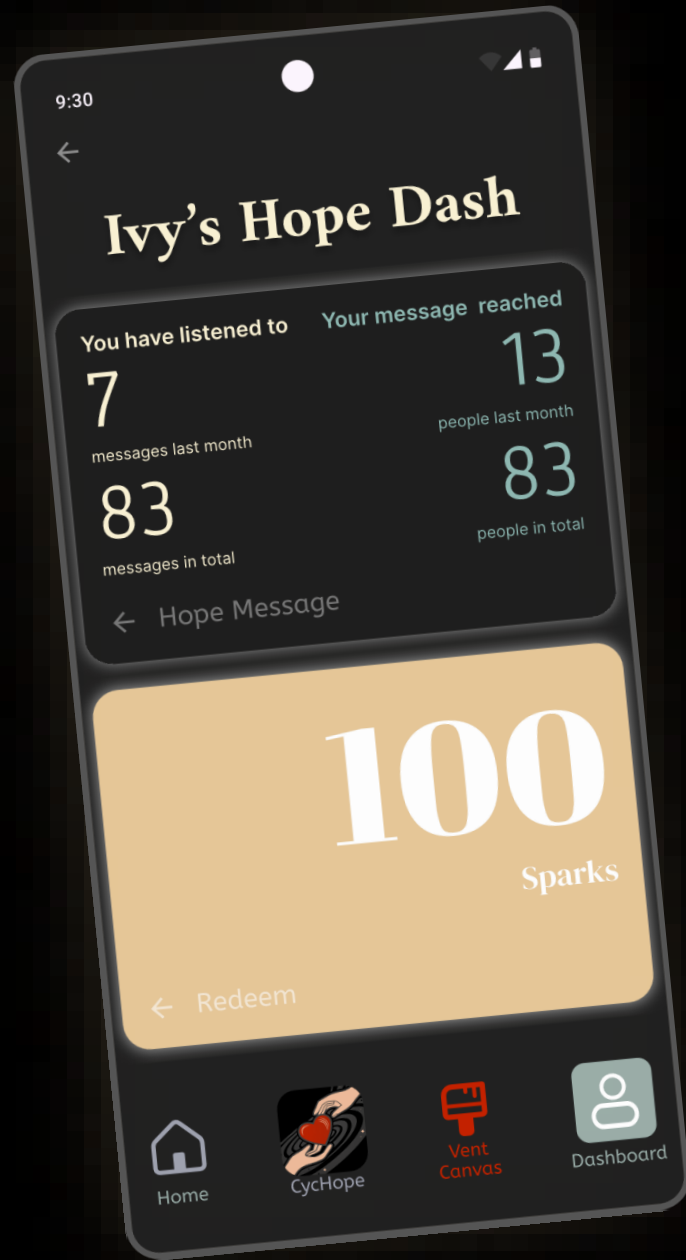 9:30
Ivy's Hope Dash
You have listened to
7
messages last month
83
messages in total
Your message reached
13
people last month
83
people in total
Hope Message
100
Sparks
Redeem
Home
CycHope
Vent
Canvas
Dashboard